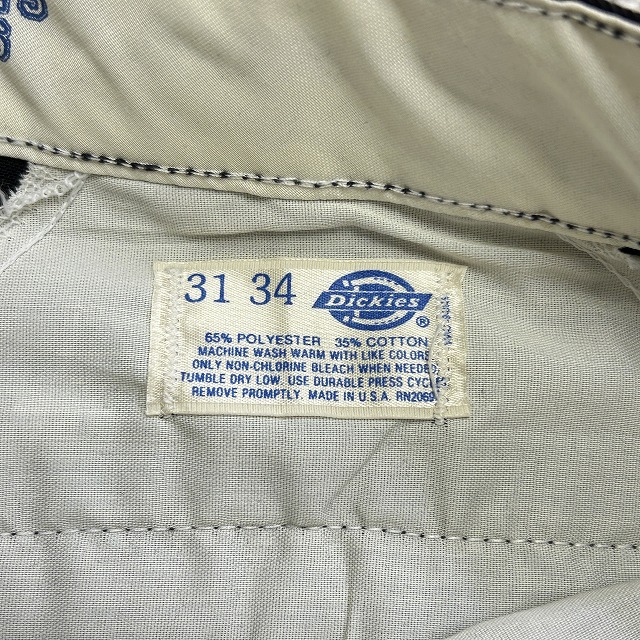 31 34 Dickies ®
65% POLYESTER 35% COTTON
MACHINE WASH WARM WITH LIKE COLORS
ONLY NON-CHLORINE BLEACH WHEN NEEDED
TUMBLE DRY LOW. USE DURABLE PRESS CYCLE
REMOVE PROMPTLY. MADE IN U.S.A. RN2069